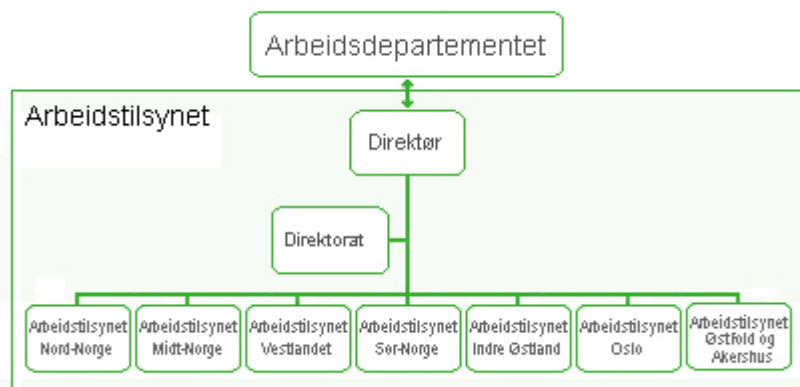 Arbeidsdepartementet
Arbeidstilsynet
Direktør
Direktorat
Arbeidstilsynet
Nord-Norge
Arbeidstilsynet
Midt-Norge
Arbeidstilsynet
Vestlandet
Arbeidstilsynet
Sør-Norge
Arbeidstilsynet
Indre Østland
Arbeidstilsynet
Oslo
Arbeidstilsynet
Østfold og
Akershus